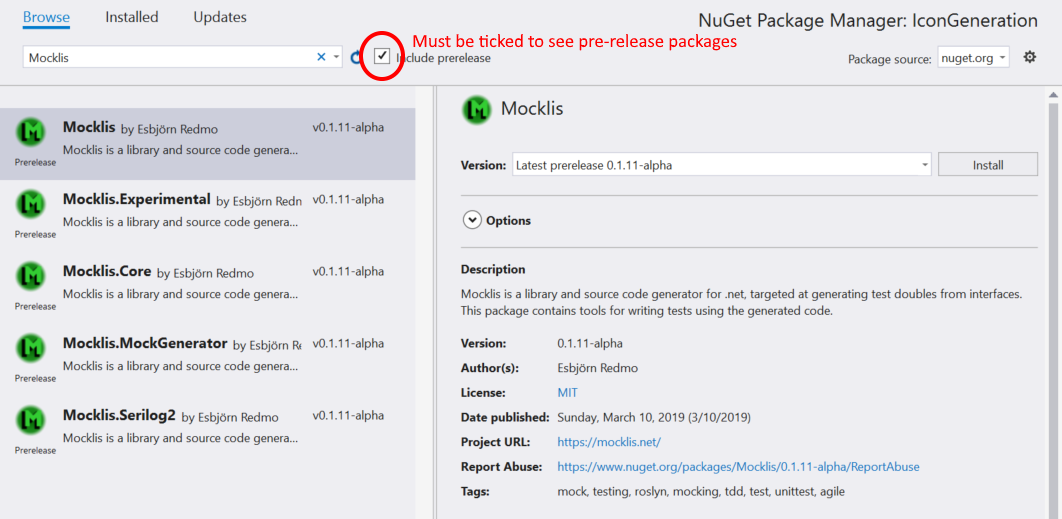 Browse Installed Updates
NuGet Package Manager: IconGeneration
Must be ticked to see pre-release packages
Mocklis
Include prerelease
Package source: nuget.org
Mocklis by Esbjörn Redmo v0.1.11-alpha
Mocklis is a library and source code genera...
Prerelease
Mocklis.Experimental by Esbjörn Redn v0.1.11-alpha
Mocklis is a library and source code genera...
Prerelease
Mocklis.Core by Esbjörn Redmo v0.1.11-alpha
Mocklis is a library and source code genera...
Prerelease
Mocklis.MockGenerator by Esbjörn Re v0.1.11-alpha
Mocklis is a library and source code genera...
Prerelease
Mocklis.Serilog2 by Esbjörn Redmo v0.1.11-alpha
Mocklis is a library and source code genera...
Prerelease
Mocklis
Version: Latest prerelease 0.1.11-alpha Install
Options
Description
Mocklis is a library and source code generator for .net, targeted at generating test doubles from interfaces.
This package contains tools for writing tests using the generated code.
Version: 0.1.11-alpha
Author(s): Esbjörn Redmo
License: MIT
Date published: Sunday, March 10, 2019 (3/10/2019)
Project URL: https://mocklis.net/
Report Abuse: https://www.nuget.org/packages/Mocklis/0.1.11-alpha/ReportAbuse
Tags: mock, testing, roslyn, mocking, tdd, test, unittest, agile